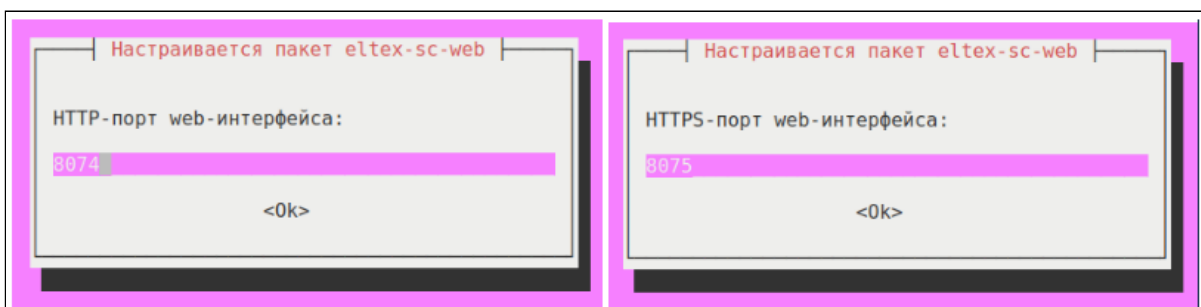 Настраивается пакет eltex-sc-web
HTTP-порт web-интерфейса:
8074
<Ok>
Настраивается пакет eltex-sc-web
HTTPS-порт web-интерфейса:
8075
<Ok>